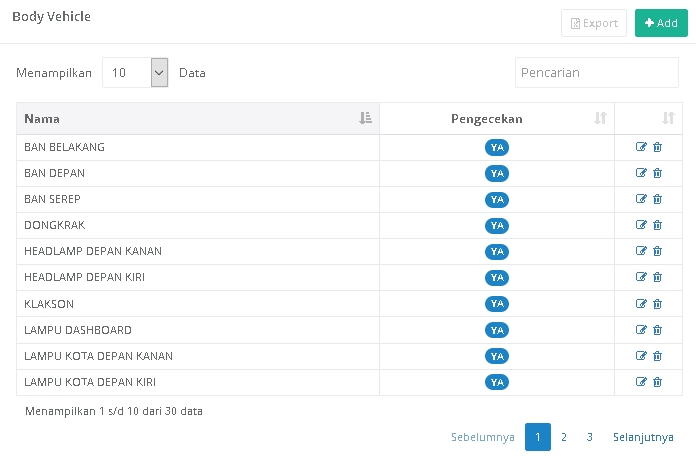 Body Vehicle
Export
Add
Menampilkan 10 Data
Pencarian
Nama Pengecekan
BAN BELAKANG YA
BAN DEPAN YA
BAN SEREP YA
DONGKRAK YA
HEADLAMP DEPAN KANAN YA
HEADLAMP DEPAN KIRI YA
KLAKSON YA
LAMPU DASHBOARD YA
LAMPU KOTA DEPAN KANAN YA
LAMPU KOTA DEPAN KIRI YA
Menampilkan 1 s/d 10 dari 30 data
Sebelumnya 1 2 3 Selanjutnya